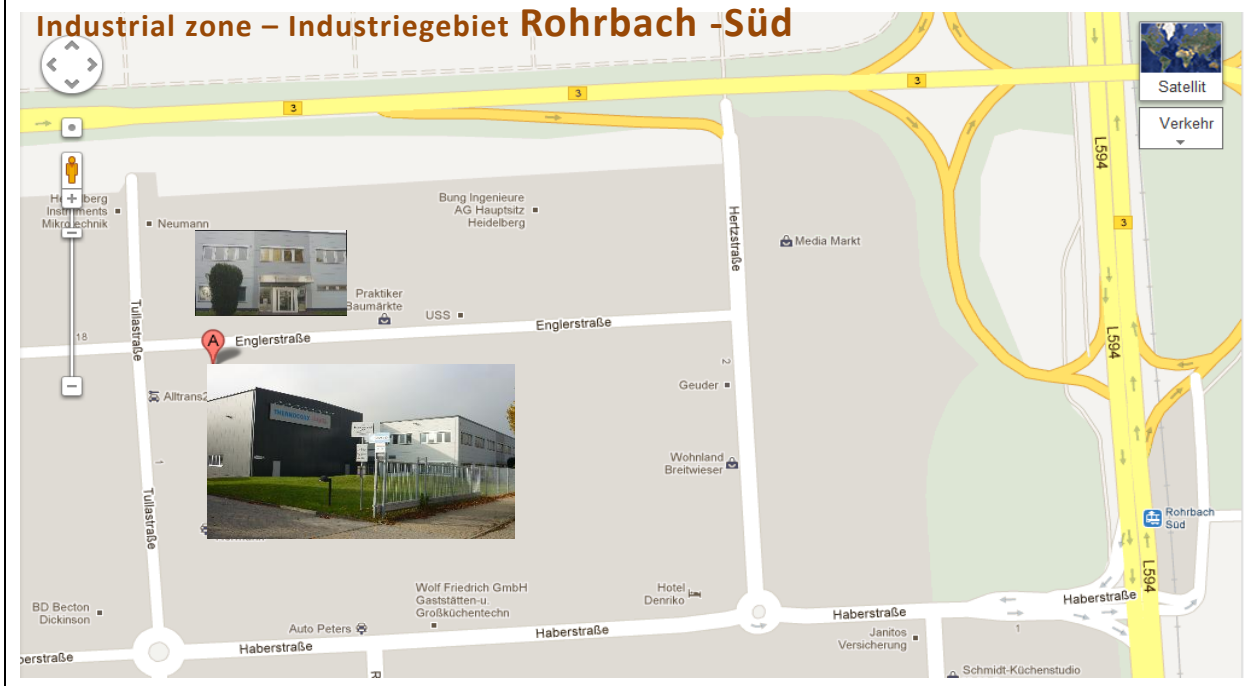 Industrial zone – Industriegebiet Rohrbach -Süd
Satellit
Verkehr
3
3
3
L594
3
Instruments
Mikrotechnik
Neumann
Bung Ingenieure
AG Hauptsitz
Heidelberg
Hertzstraße
Media Markt
Praktiker
Baumärkte
USS
Tullastraße
18
A
Englerstraße
Englerstraße
L594
2
Geuder
Alltrans
Wohnland
Breitwieser
1
Tullastraße
Rohrbach
Süd
L594
BD Becton
Dickinson
Wolf Friedrich GmbH
Gaststätten-u.
Großküchentechn
Hotel
Denriko
Haberstraße
Haberstraße
Auto Peters
Haberstraße
Haberstraße
1
Janitos
Versicherung
berstraße
R
Schmidt-Küchenstudio